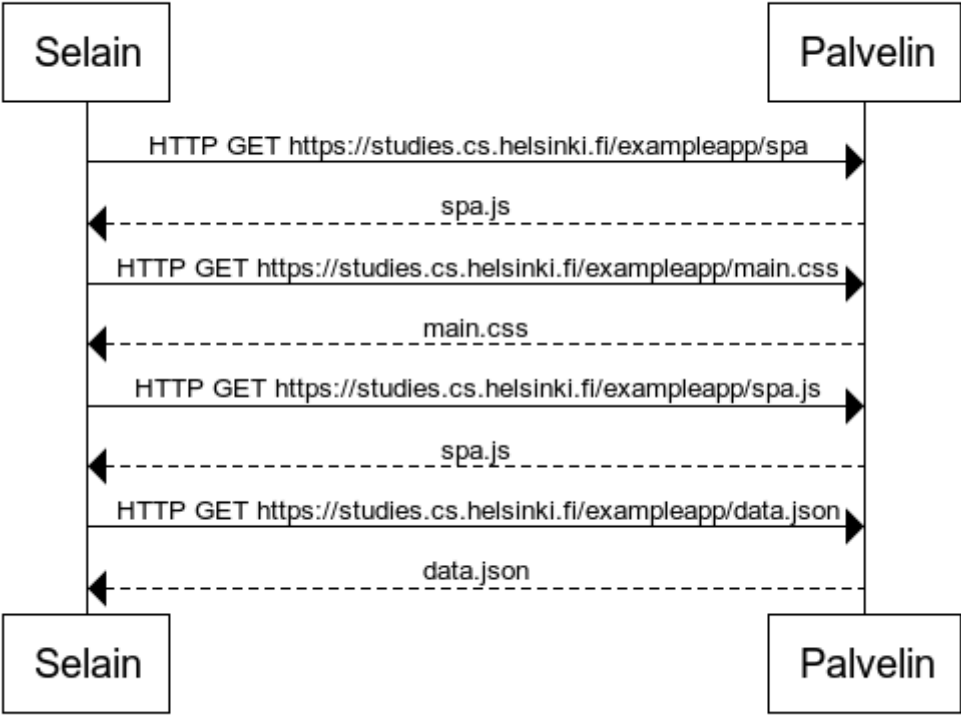 Selain
Palvelin
HTTP GET https://studies.cs.helsinki.fi/exampleapp/spa
spa.js
HTTP GET https://studies.cs.helsinki.fi/exampleapp/main.css
main.css
HTTP GET https://studies.cs.helsinki.fi/exampleapp/spa.js
spa.js
HTTP GET https://studies.cs.helsinki.fi/exampleapp/data.json
data.json
Selain
Palvelin